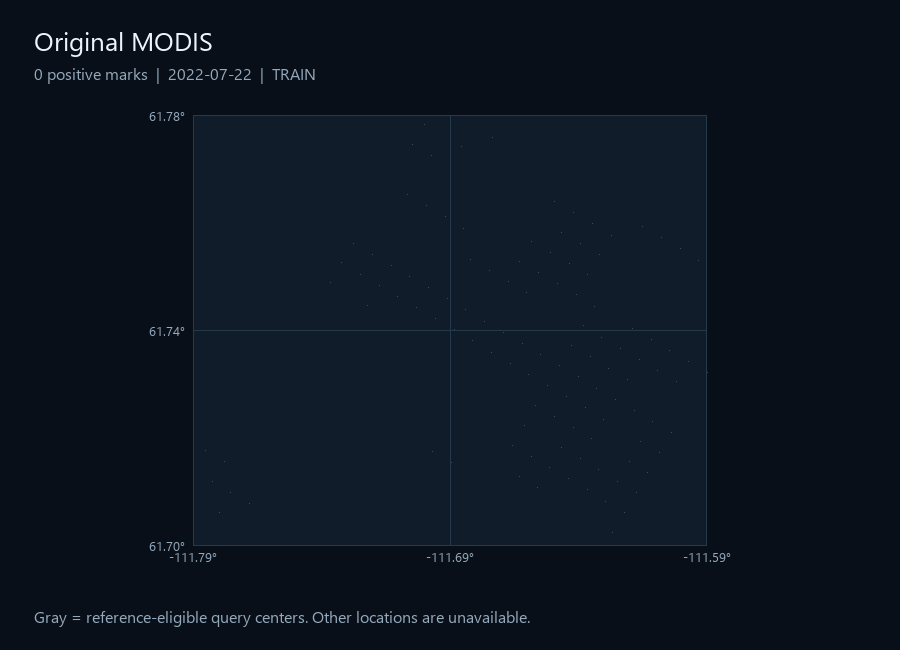 Original MODIS
0 positive marks | 2022-07-22 | TRAIN
61.78°
61.74°
61.70°
-111.79°
-111.69°
-111.59°
Gray = reference-eligible query centers. Other locations are unavailable.